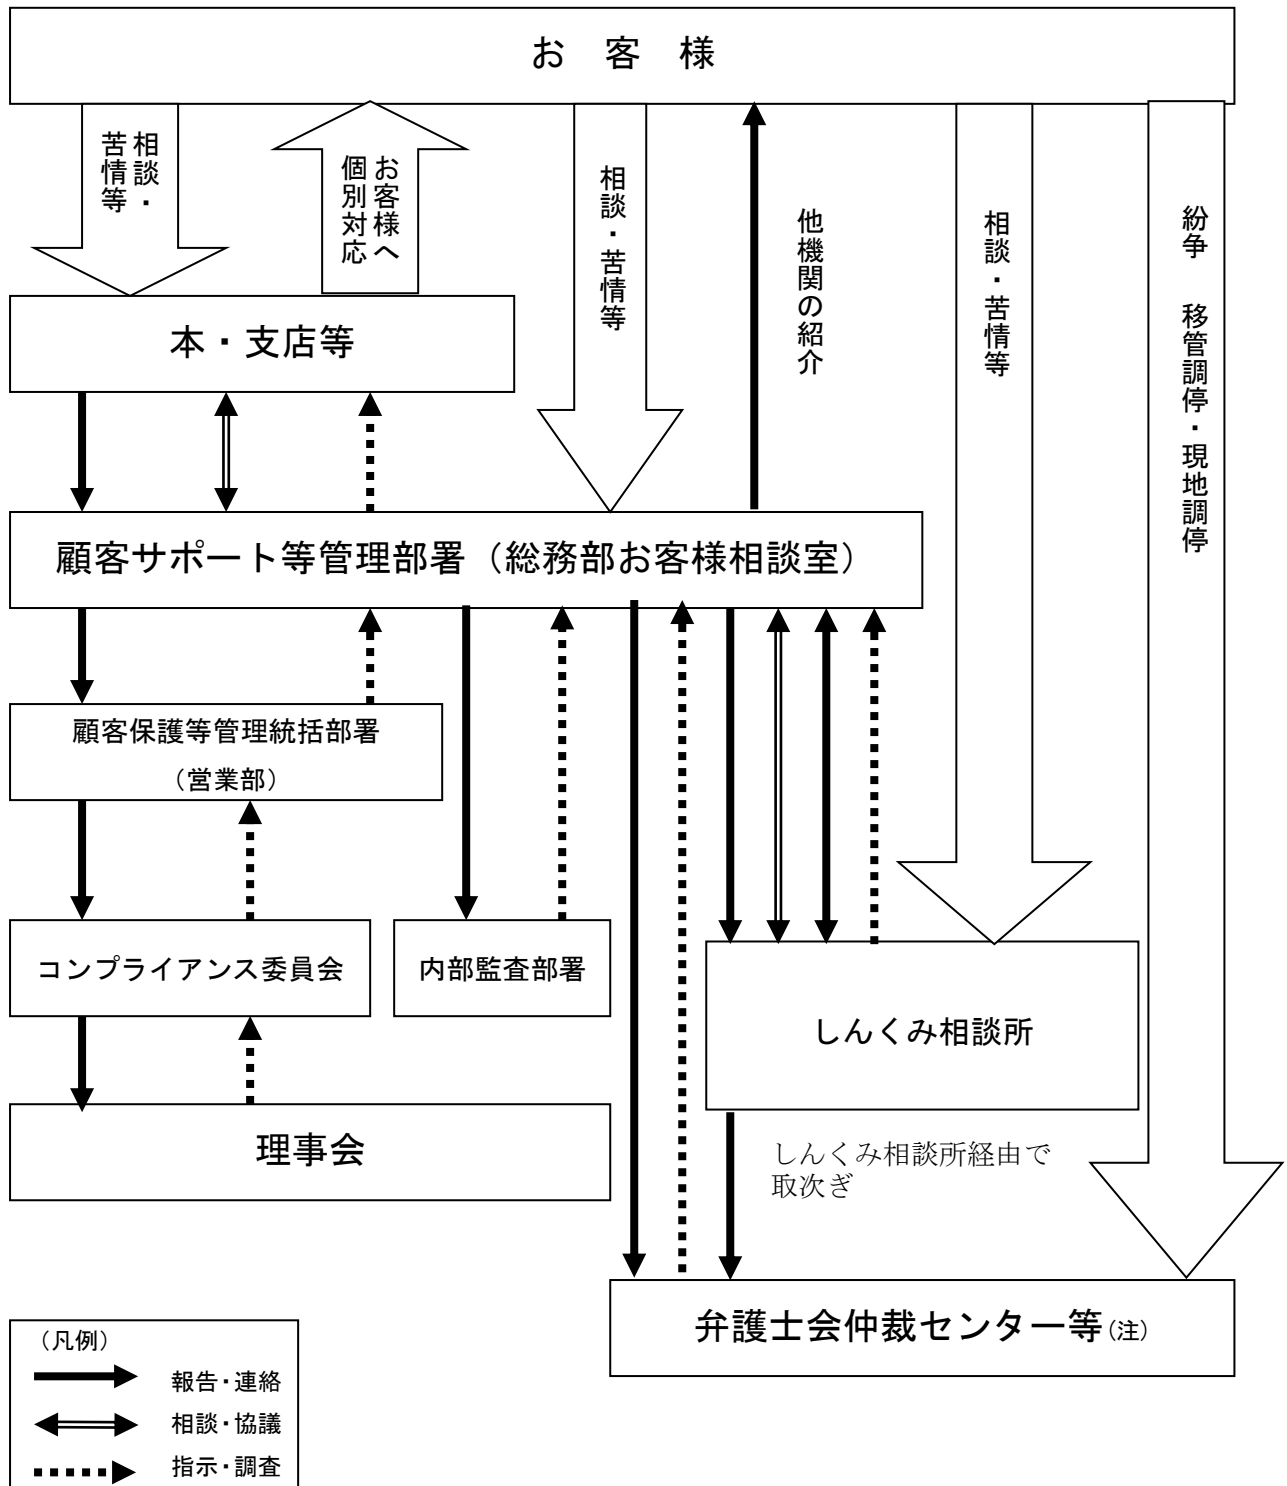 お 客 様
相談・
苦情等
お客様へ
個別対応
相談・苦情等
他機関の紹介
相談・苦情等
紛争 移管調停・現地調停
本・支店等
顧客サポート等管理部署（総務部お客様相談室）
顧客保護等管理統括部署
（営業部）
コンプライアンス委員会
内部監査部署
しんくみ相談所
理事会
しんくみ相談所経由で
取次ぎ
弁護士会仲裁センター等(注)
（凡例）
報告・連絡
相談・協議
指示・調査